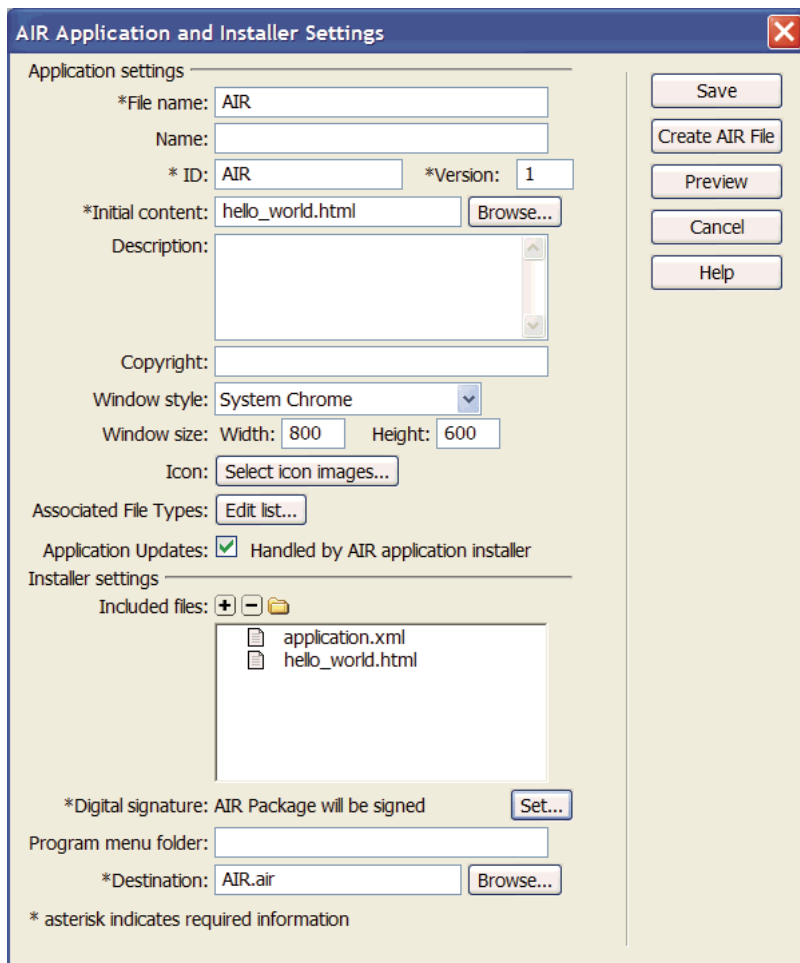 AIR Application and Installer Settings
Application settings
*File name: AIR
Name:
* ID: AIR *Version: 1
*Initial content: hello_world.html Browse...
Description:
Copyright:
Window style: System Chrome
Window size: Width: 800 Height: 600
Icon: Select icon images...
Associated File Types: Edit list...
Application Updates: Handled by AIR application installer
Installer settings
Included files:
application.xml
hello_world.html
*Digital signature: AIR Package will be signed Set...
Program menu folder:
*Destination: AIR.air Browse...
* asterisk indicates required information
Save
Create AIR File
Preview
Cancel
Help